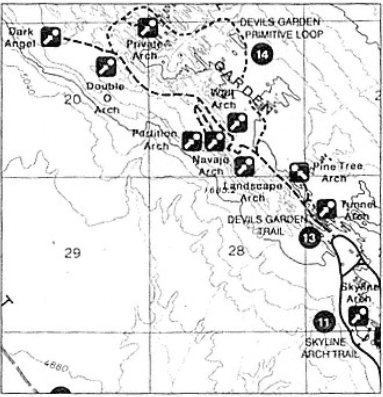 Dark
Angel
Private
Arch
DEVILS GARDEN
PRIMITIVE LOOP
14
Double
O
Arch
20
GARDEN
Wall
Arch
Partition
Arch
Navajo
Arch
Landscape
Arch
Pine Tree
Arch
Tunnel
Arch
DEVILS GARDEN
TRAIL
13
29
28
Skyline
Arch
11
SKYLINE
ARCH TRAIL
4880